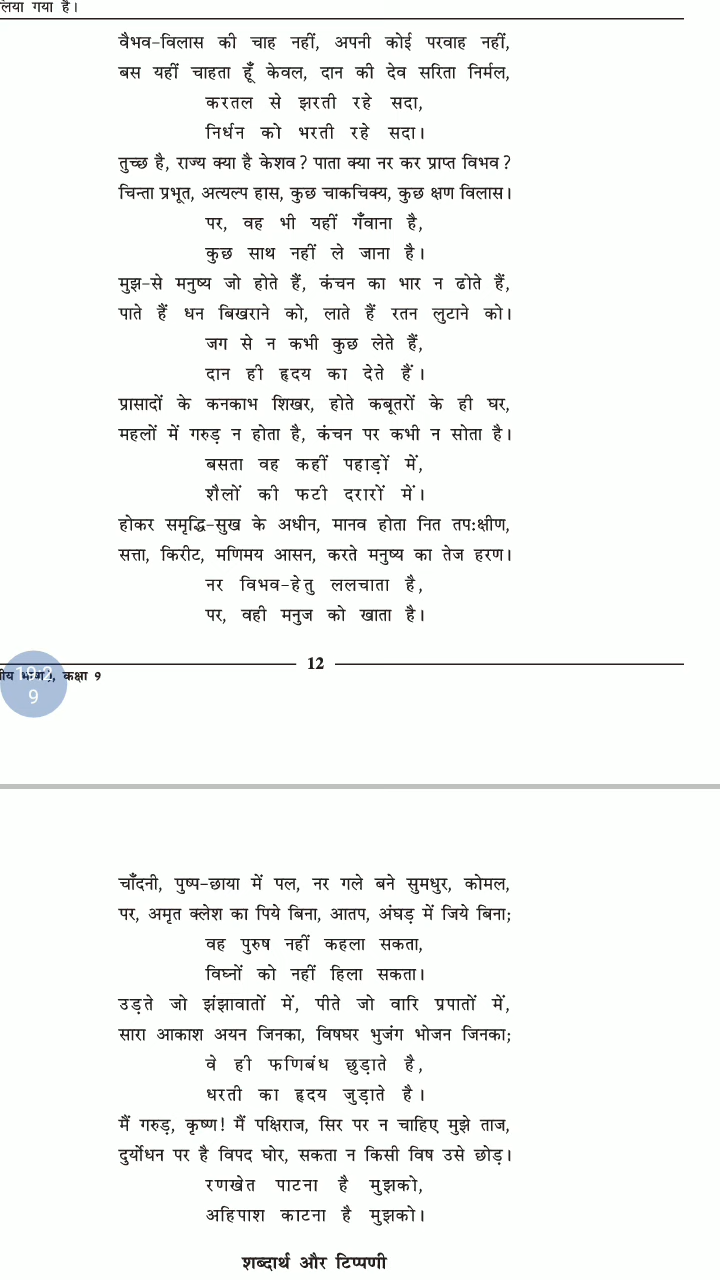 लिया गया है।
वैभव-विलास की चाह नहीं, अपनी कोई परवाह नहीं,
बस यहीं चाहता हूँ केवल, दान की देव सरिता निर्मल,
करतल से झरती रहे सदा,
निर्धन को भरती रहे सदा।
तुच्छ है, राज्य क्या है केशव? पाता क्या नर कर प्राप्त विभव?
चिन्ता प्रभूत, अत्यल्प हास, कुछ चाकचिक्य, कुछ क्षण विलास।
पर, वह भी यहीं गँवाना है,
कुछ साथ नहीं ले जाना है।
मुझ-से मनुष्य जो होते हैं, कंचन का भार न ढोते हैं,
पाते हैं धन बिखराने को, लाते हैं रतन लुटाने को।
जग से न कभी कुछ लेते हैं,
दान ही हृदय का देते हैं।
प्रासादों के कनकाभ शिखर, होते कबूतरों के ही घर,
महलों में गरुड़ न होता है, कंचन पर कभी न सोता है।
बसता वह कहीं पहाड़ों में,
शैलों की फटी दरारों में।
होकर समृद्धि-सुख के अधीन, मानव होता नित तप:क्षीण,
सत्ता, किरीट, मणिमय आसन, करते मनुष्य का तेज हरण।
नर विभव-हेतु ललचाता है,
पर, वही मनुज को खाता है।
12
कक्षा 9
चाँदनी, पुष्प-छाया में पल, नर गले बने सुमधुर, कोमल,
पर, अमृत क्लेश का पिये बिना, आतप, अंघड़ में जिये बिना;
वह पुरुष नहीं कहला सकता,
विघ्नों को नहीं हिला सकता।
उड़ते जो झंझावातों में, पीते जो वारि प्रपातों में,
सारा आकाश अयन जिनका, विषघर भुजंग भोजन जिनका;
वे ही फणिबंध छुड़ाते है,
धरती का हृदय जुड़ाते है।
मैं गरुड़, कृष्ण! मैं पक्षिराज, सिर पर न चाहिए मुझे ताज,
दुर्योधन पर है विपद घोर, सकता न किसी विष उसे छोड़।
रणखेत पाटना है मुझको,
अहिपाश काटना है मुझको।
शब्दार्थ और टिप्पणी